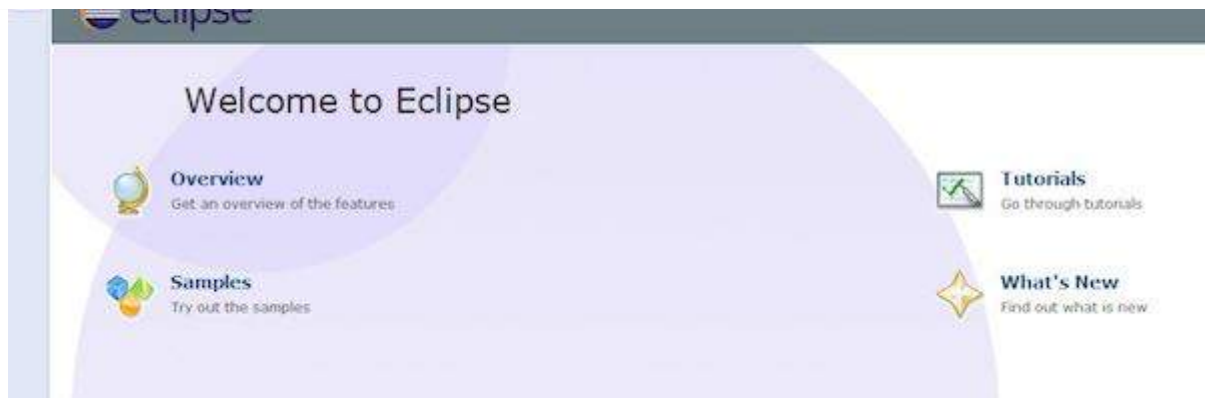 eclipse
Welcome to Eclipse
Overview
Get an overview of the features
Tutorials
Go through tutorials
Samples
Try out the samples
What's New
Find out what is new